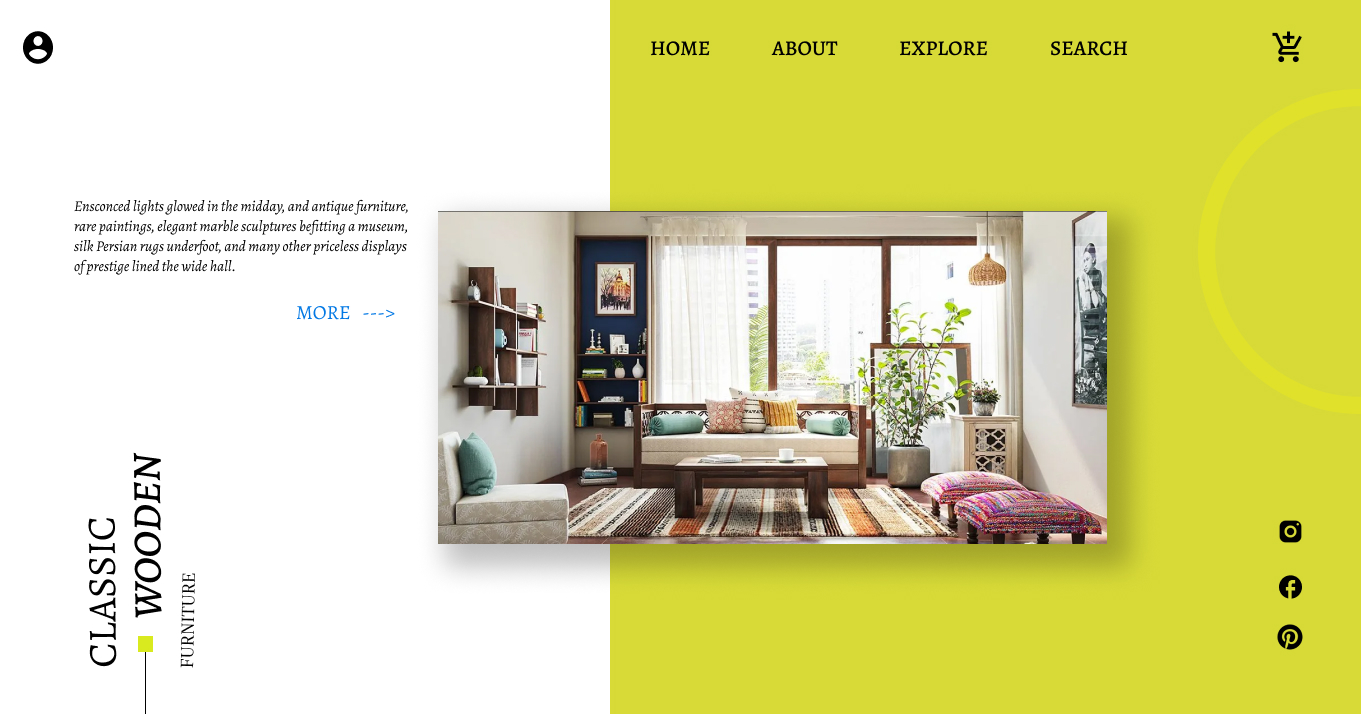 HOME ABOUT EXPLORE SEARCH
Ensconced lights glowed in the midday, and antique furniture,
rare paintings, elegant marble sculptures befitting a museum,
silk Persian rugs underfoot, and many other priceless displays
of prestige lined the wide hall.
MORE --->
CLASSIC
WOODEN
FURNITURE